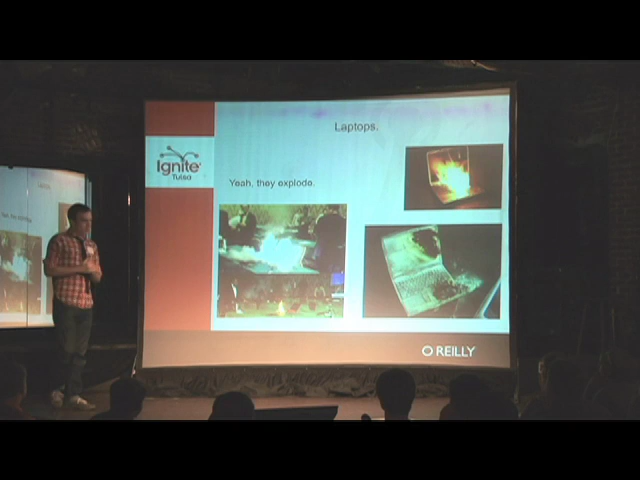 Laptops.
Ignite
Tulsa
Yeah, they explode.
O REILLY